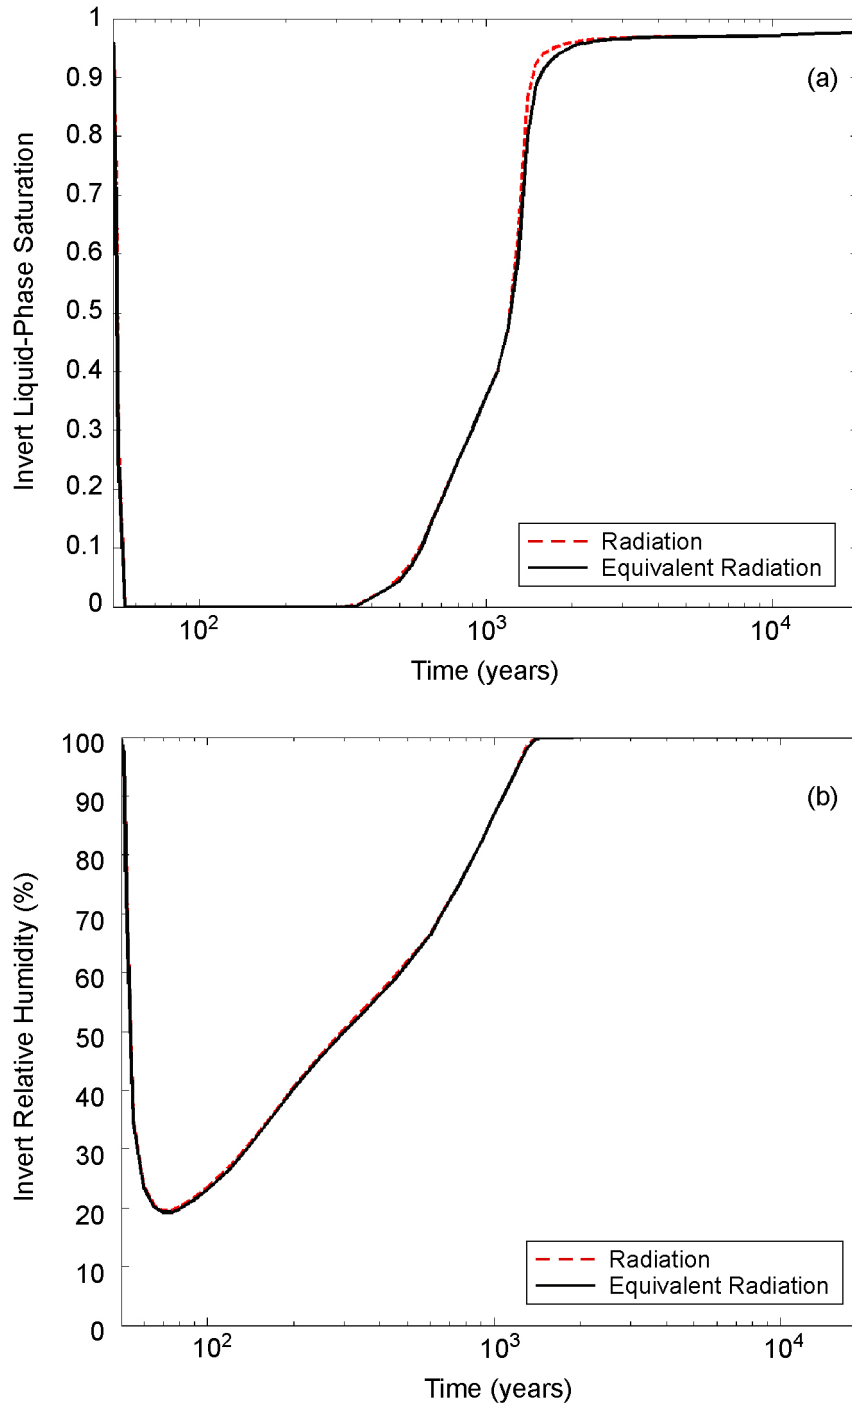 1
0.9
0.8
0.7
0.6
0.5
0.4
0.3
0.2
0.1
0
Invert Liquid-Phase Saturation
(a)
Radiation
Equivalent Radiation
10²
10³
10⁴
Time (years)
100
90
80
70
60
50
40
30
20
10
0
Invert Relative Humidity (%)
(b)
Radiation
Equivalent Radiation
10²
10³
10⁴
Time (years)